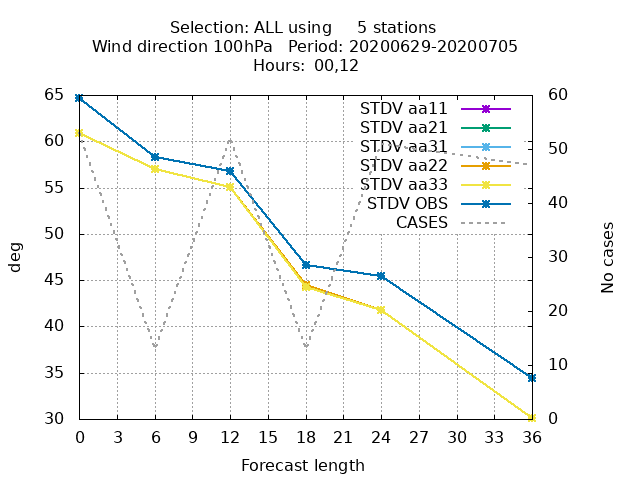 Selection: ALL using     5 stations
Wind direction 100hPa   Period: 20200629-20200705
Hours:  00,12
65
60
55
50
45
40
35
30
60
50
40
30
20
10
0
STDV aa11
STDV aa21
STDV aa31
STDV aa22
STDV aa33
STDV OBS
CASES
deg
No cases
0 3 6 9 12 15 18 21 24 27 30 33 36
Forecast length